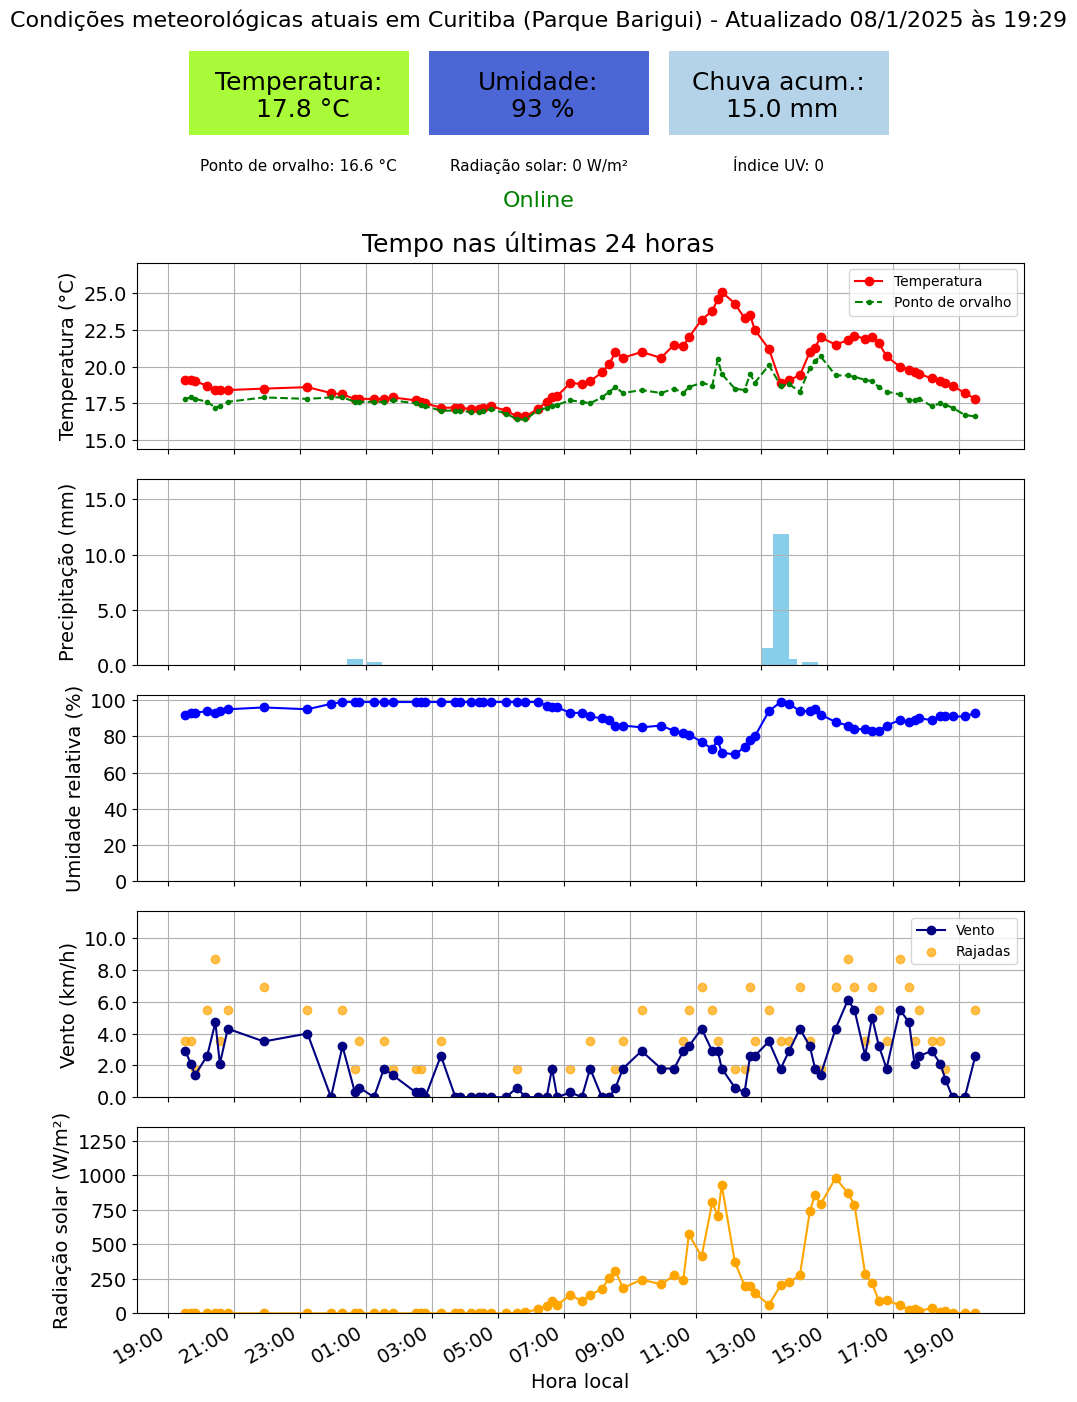 Condições meteorológicas atuais em Curitiba (Parque Barigui) - Atualizado 08/1/2025 às 19:29
Temperatura:
17.8 °C
Umidade:
93 %
Chuva acum.:
15.0 mm
Ponto de orvalho: 16.6 °C
Radiação solar: 0 W/m²
Índice UV: 0
Online
Tempo nas últimas 24 horas
Temperatura (°C)
25.0
22.5
20.0
17.5
15.0
Temperatura
Ponto de orvalho
Precipitação (mm)
15.0
10.0
5.0
0.0
Umidade relativa (%)
100
80
60
40
20
0
Vento (km/h)
10.0
8.0
6.0
4.0
2.0
0.0
Vento
Rajadas
Radiação solar (W/m²)
1250
1000
750
500
250
0
19:00
21:00
23:00
01:00
03:00
05:00
07:00
09:00
11:00
13:00
15:00
17:00
19:00
Hora local